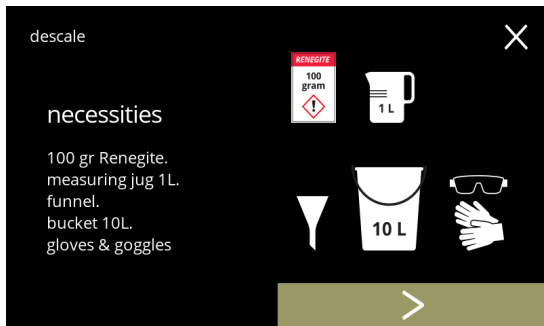 descale
necessities
100 gr Renegite.
measuring jug 1L.
funnel.
bucket 10L.
gloves & goggles
RENEGITE
100
gram
!
1 L
10 L